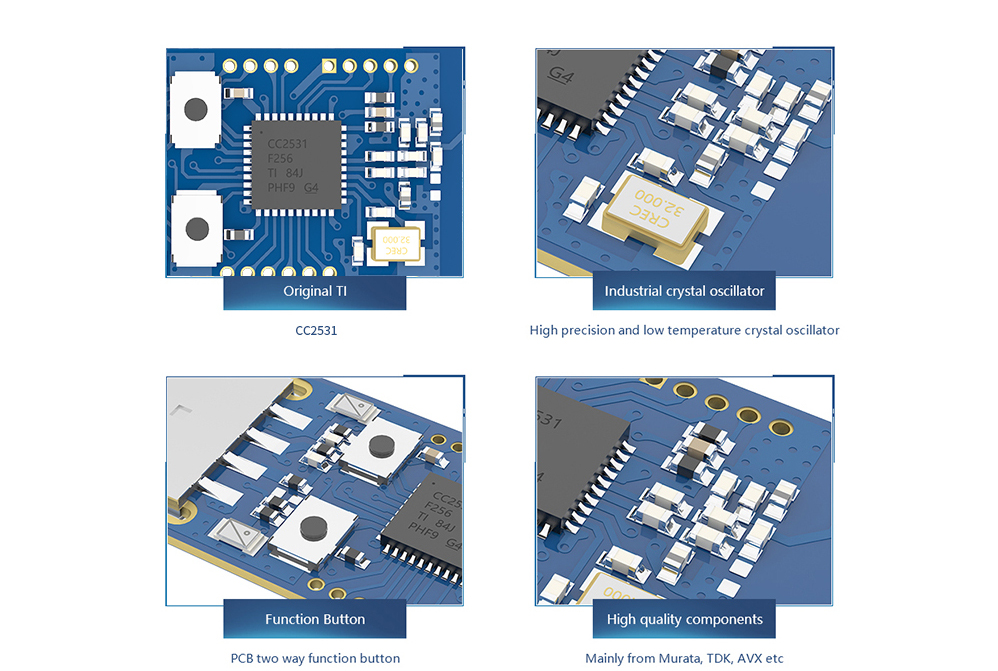 CC2531
F256
TI 84J
PHF9 G4
CREC
32.000
Original TI
CC2531
G4
CREC
32.000
Industrial crystal oscillator
High precision and low temperature crystal oscillator
CC253
F256
TI 84J
PHF9 G4
Function Button
PCB two way function button
531
High quality components
Mainly from Murata, TDK, AVX etc